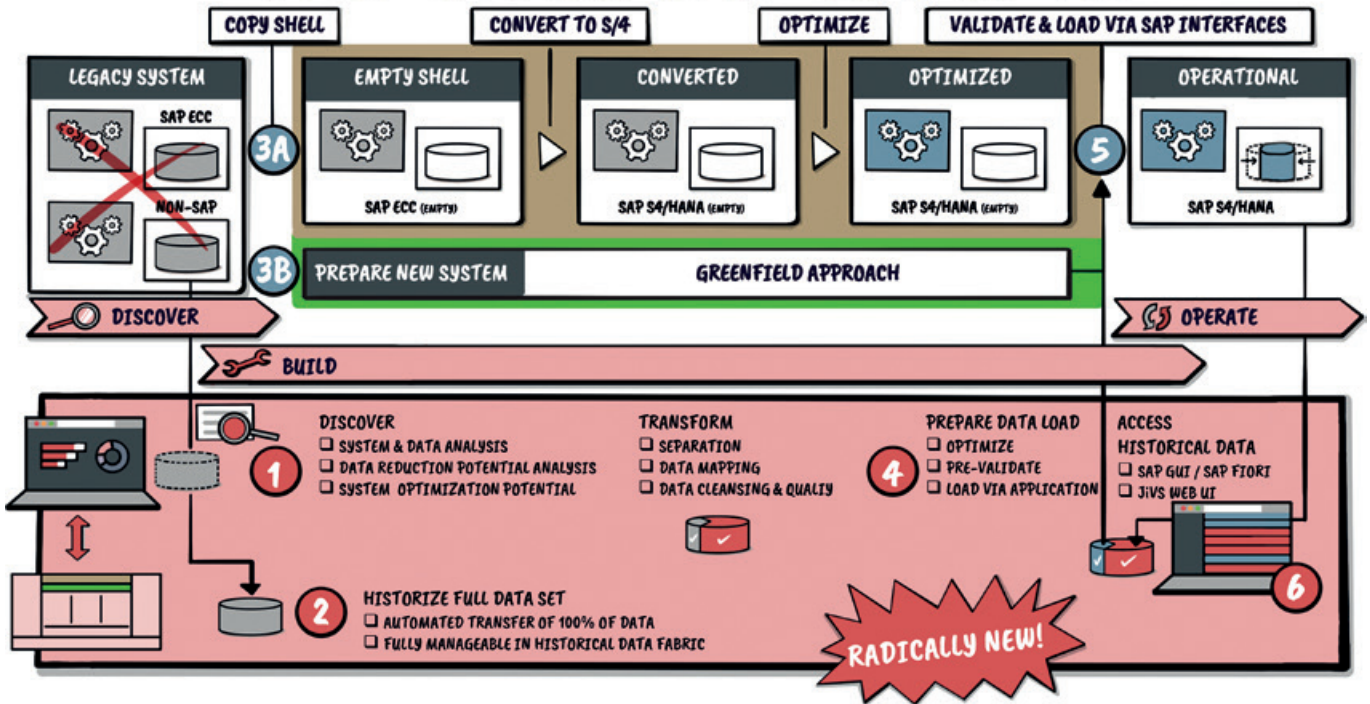 COPY SHELL
CONVERT TO S/4
OPTIMIZE
VALIDATE & LOAD VIA SAP INTERFACES
LEGACY SYSTEM
SAP ECC
NON-SAP
3A
EMPTY SHELL
SAP ECC (EMPTY)
CONVERTED
SAP S4/HANA (EMPTY)
OPTIMIZED
SAP S4/HANA (EMPTY)
5
OPERATIONAL
SAP S4/HANA
3B
PREPARE NEW SYSTEM
GREENFIELD APPROACH
DISCOVER
OPERATE
BUILD
1
DISCOVER
SYSTEM & DATA ANALYSIS
DATA REDUCTION POTENTIAL ANALYSIS
SYSTEM OPTIMIZATION POTENTIAL
TRANSFORM
SEPARATION
DATA MAPPING
DATA CLEANSING & QUALIY
4
PREPARE DATA LOAD
OPTIMIZE
PRE-VALIDATE
LOAD VIA APPLICATION
ACCESS
HISTORICAL DATA
SAP GUI / SAP FIORI
JiVS WEB UI
6
2
HISTORIZE FULL DATA SET
AUTOMATED TRANSFER OF 100% OF DATA
FULLY MANAGEABLE IN HISTORICAL DATA FABRIC
RADICALLY NEW!